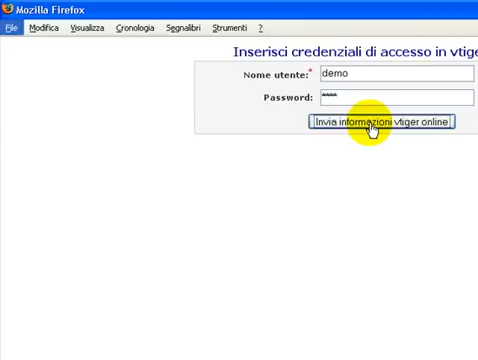 Mozilla Firefox
File Modifica Visualizza Cronologia Segnalibri Strumenti ?
Inserisci credenziali di accesso in vtige
Nome utente:* demo
Password: ****
Invia informazioni vtiger online